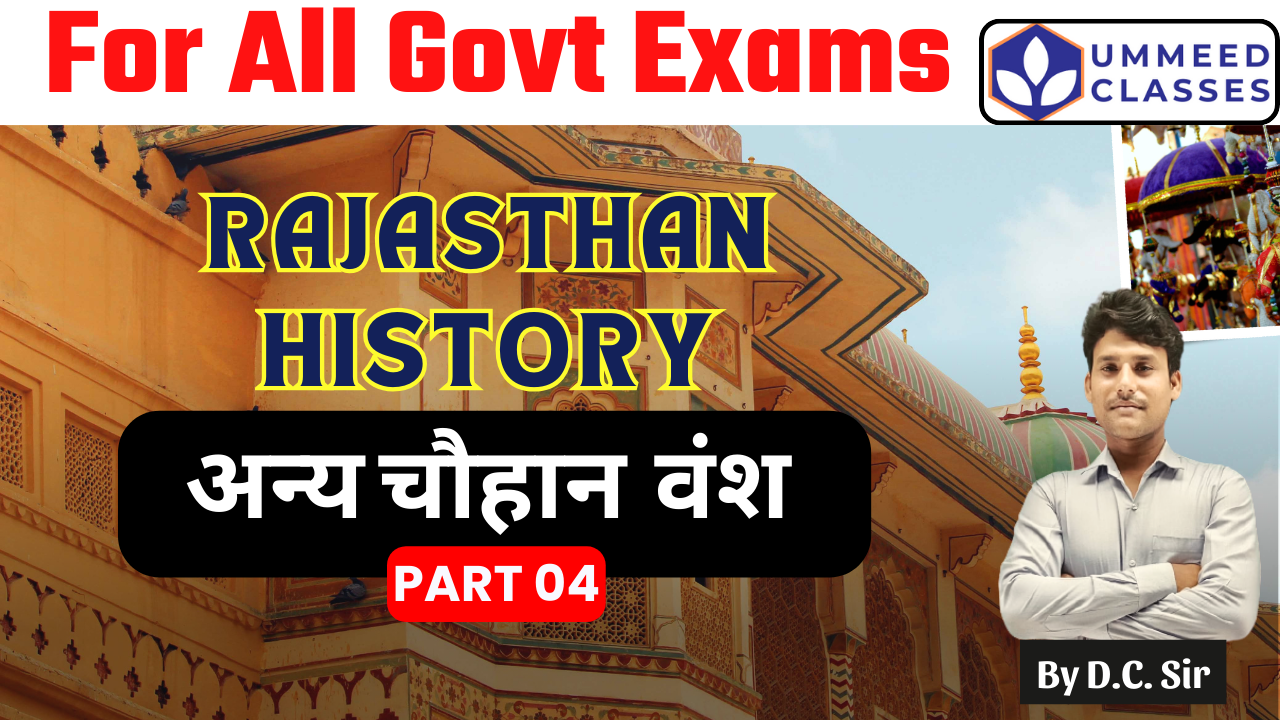 For All Govt Exams
UMMEED
CLASSES
RAJASTHAN
HISTORY
अन्य चौहान वंश
PART 04
By D.C. Sir